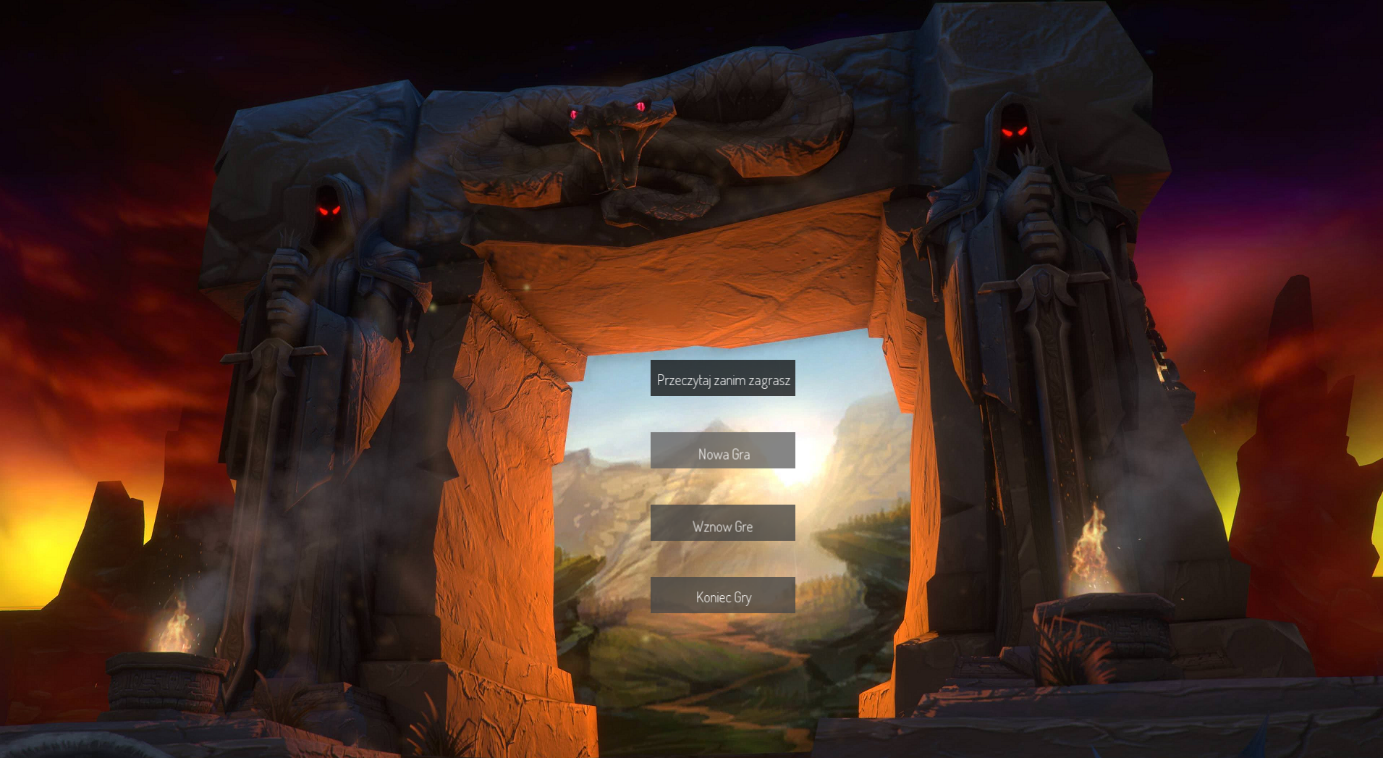 Przeczytaj zanim zagrasz
Nowa Gra
Wznow Gre
Koniec Gry